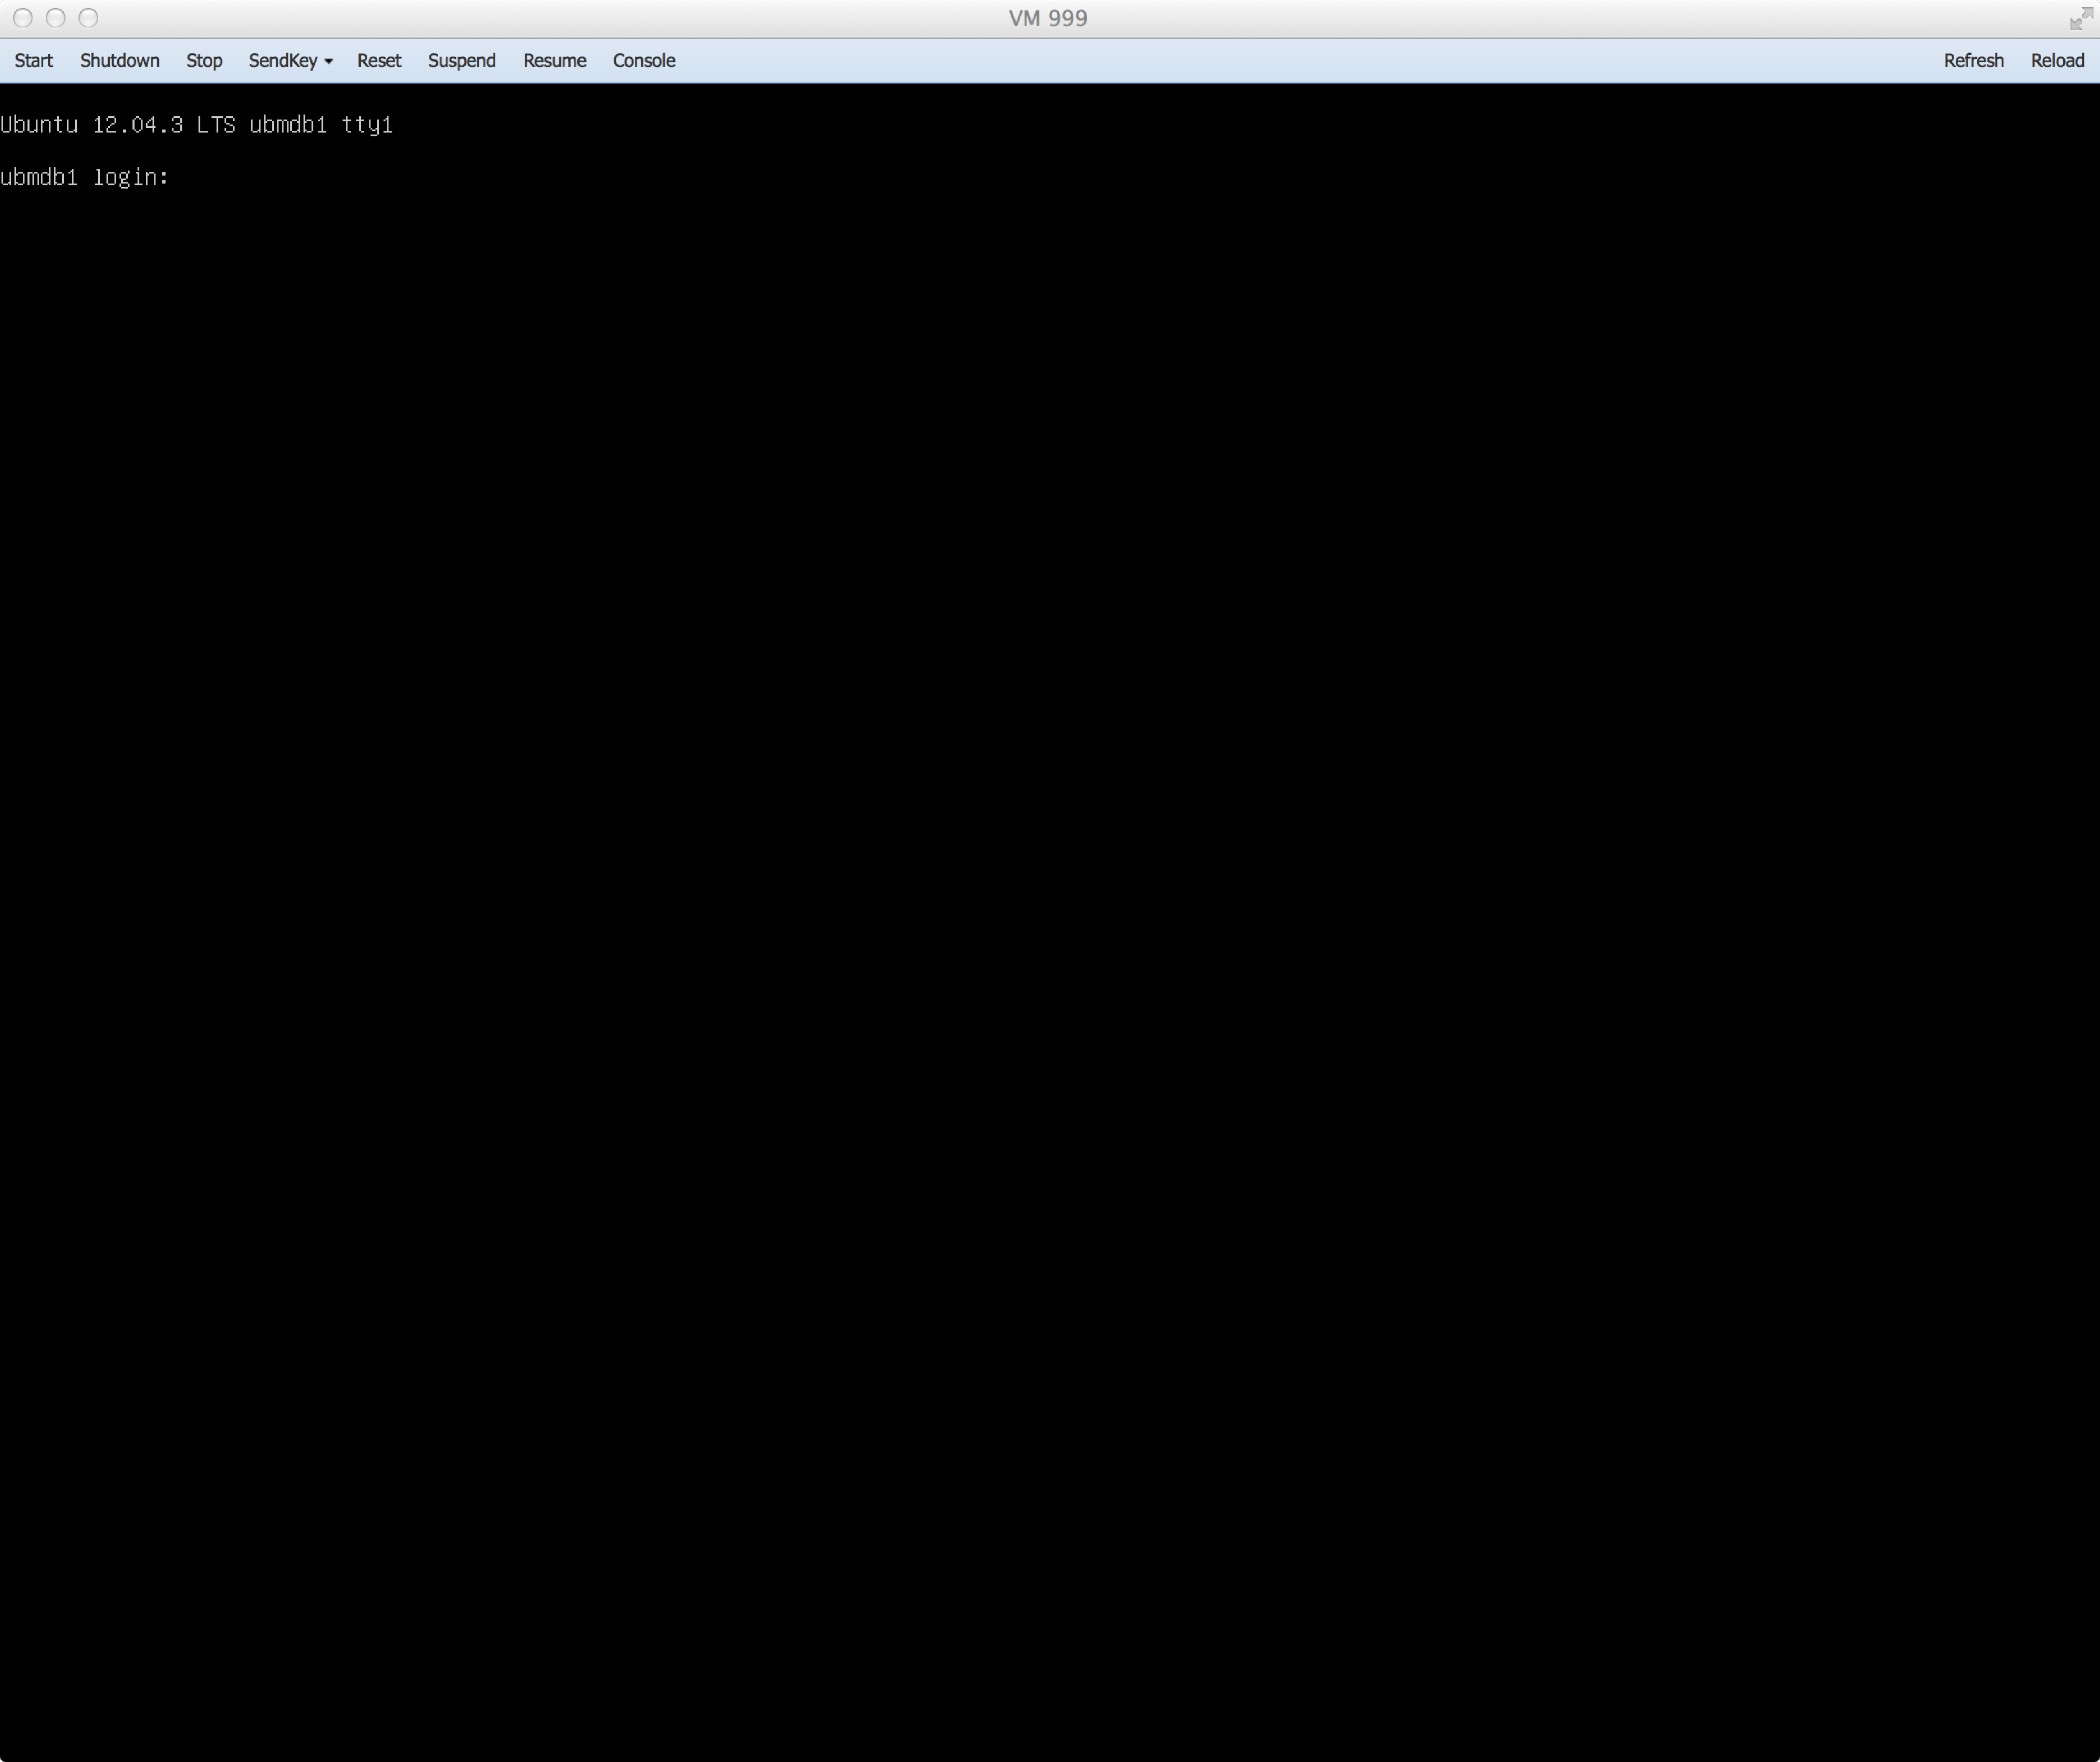 VM 999
Start Shutdown Stop SendKey Reset Suspend Resume Console Refresh Reload
Ubuntu 12.04.3 LTS ubmdb1 tty1
ubmdb1 login: